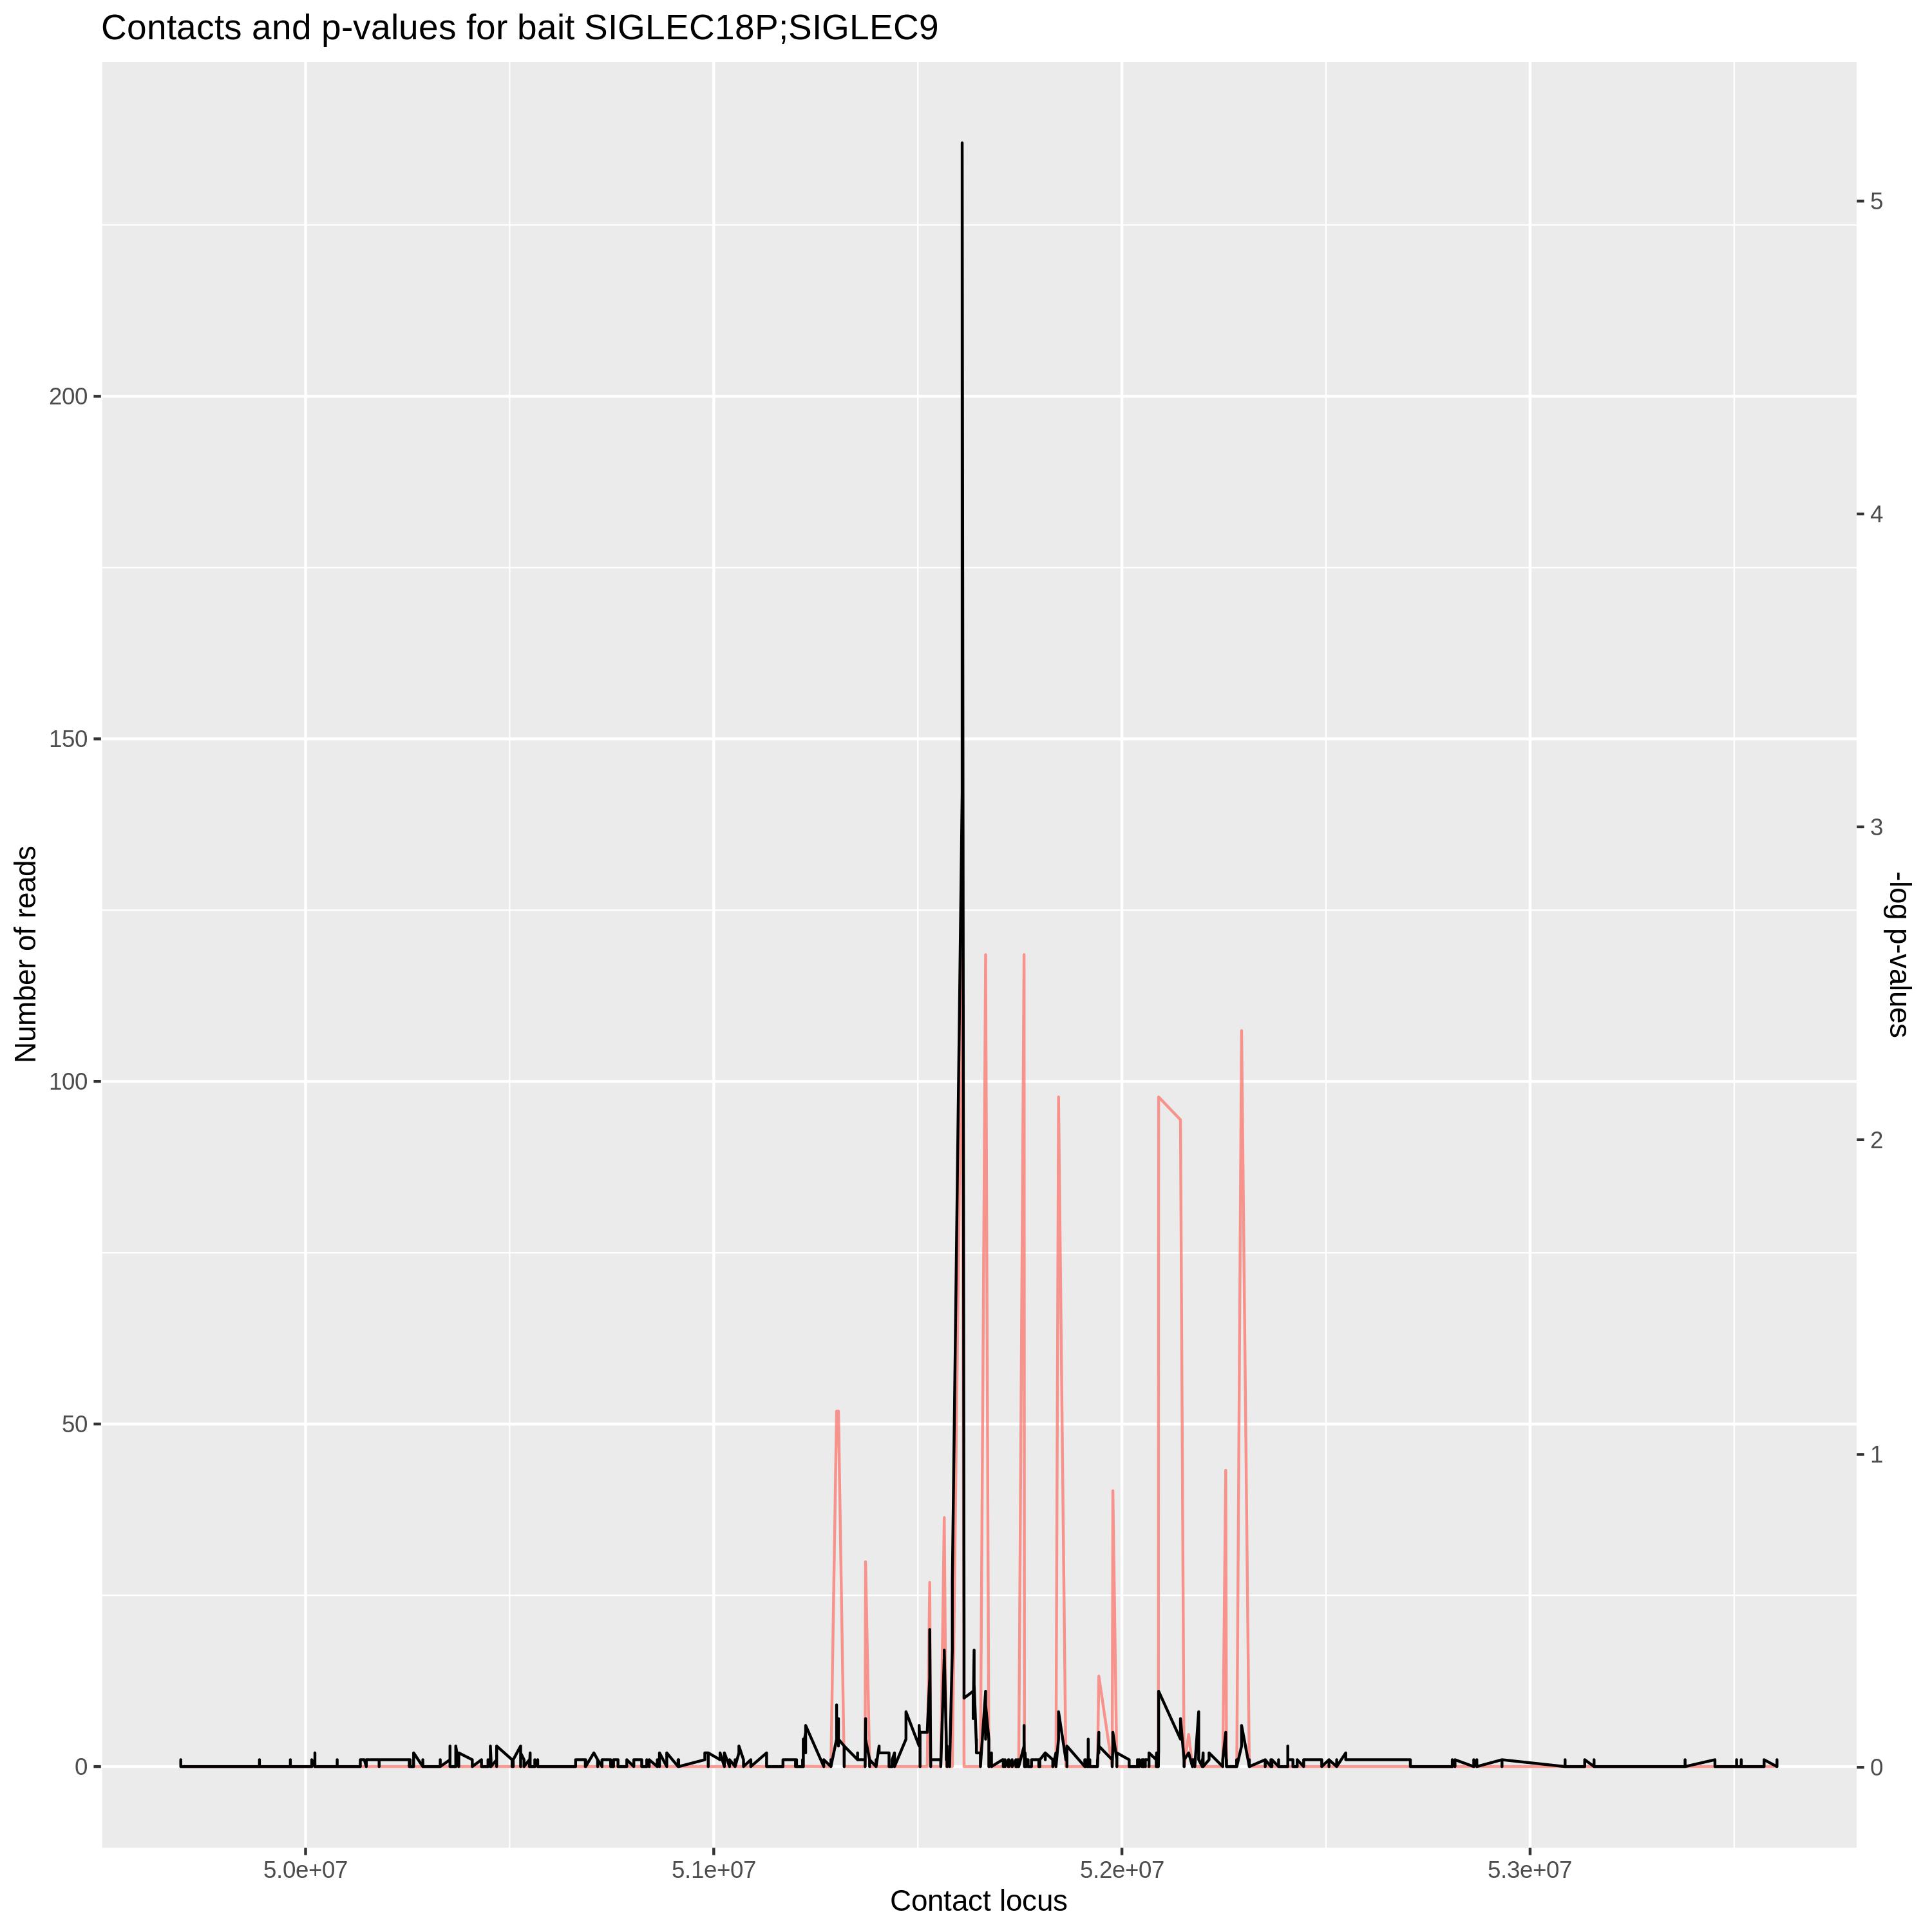 Contacts and p-values for bait SIGLEC18P;SIGLEC9
Number of reads
200
150
100
50
0
5
4
3
2
1
0
-log p-values
5.0e+07
5.1e+07
5.2e+07
5.3e+07
Contact locus